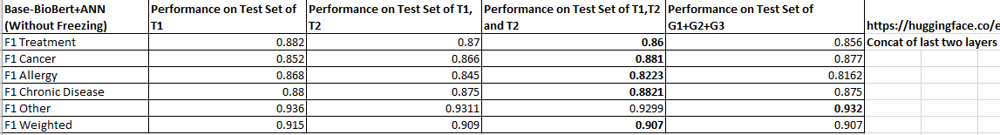 Base-BioBert+ANN Performance on Test Set of Performance on Test Set of T1, Performance on Test Set of T1,T2 Performance on Test Set of
(Without Freezing) T1 T2 and T2 G1+G2+G3 https://huggingface.co/e
F1 Treatment 0.882 0.87 0.86 0.856 Concat of last two layers
F1 Cancer 0.852 0.866 0.881 0.877
F1 Allergy 0.868 0.845 0.8223 0.8162
F1 Chronic Disease 0.88 0.875 0.8821 0.875
F1 Other 0.936 0.9311 0.9299 0.932
F1 Weighted 0.915 0.909 0.907 0.907